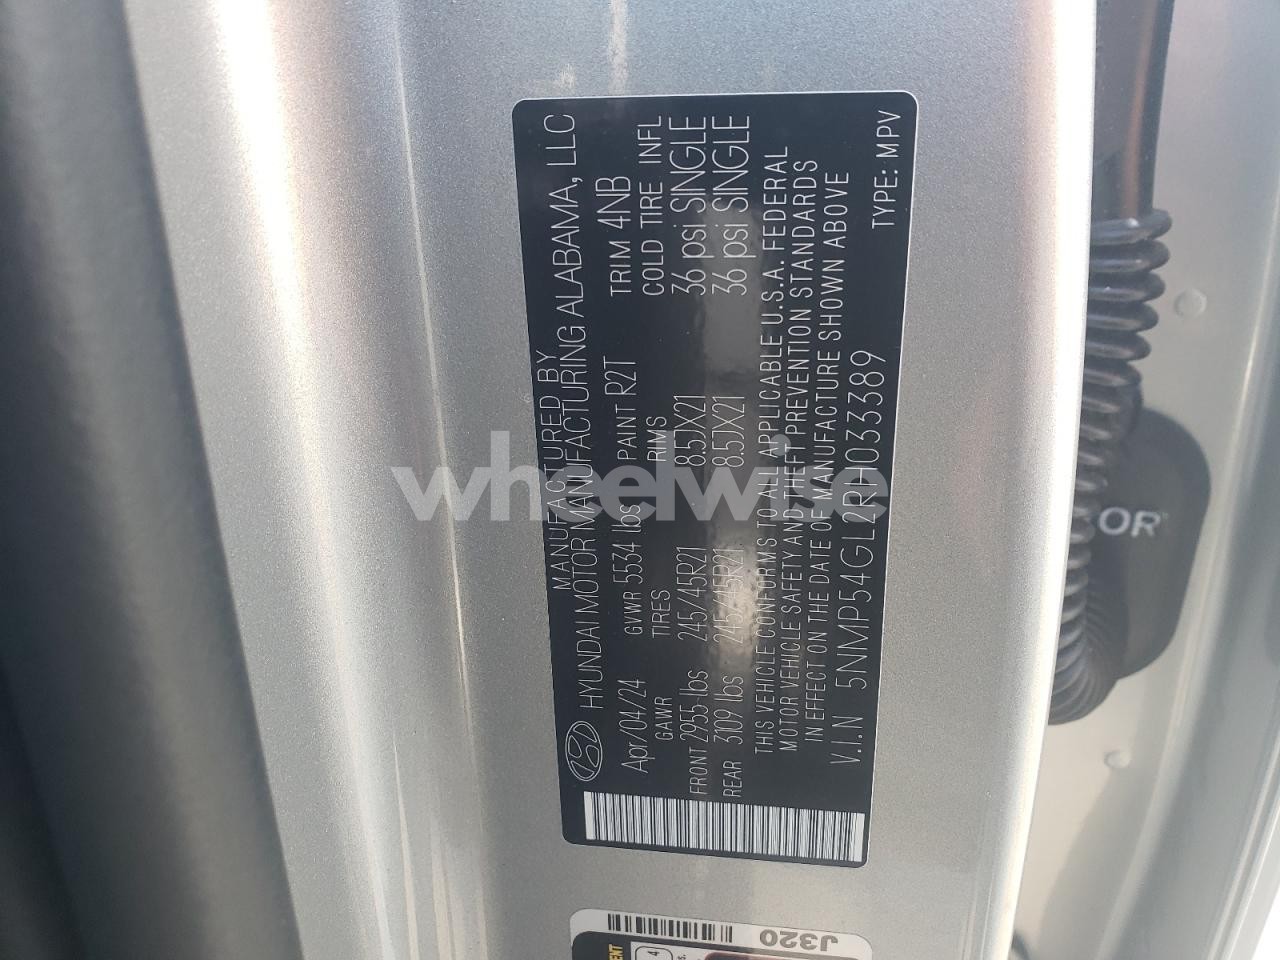 MANUFACTURED BY
HYUNDAI MOTOR MANUFACTURING ALABAMA, LLC
Apr/04/24 GVWR 5534 lbs PAINT R2T TRIM 4NB
GAWR TIRES RIMS COLD TIRE INFL
FRONT 2955 lbs 245/45R21 8.5JX21 36 psi SINGLE
REAR 3109 lbs 245/45R21 8.5JX21 36 psi SINGLE
THIS VEHICLE CONFORMS TO ALL APPLICABLE U.S.A. FEDERAL
MOTOR VEHICLE SAFETY AND THEFT PREVENTION STANDARDS
IN EFFECT ON THE DATE OF MANUFACTURE SHOWN ABOVE
V.I.N 5NMP54GL2RH033389 TYPE: MPV
wheelwise
J320
4